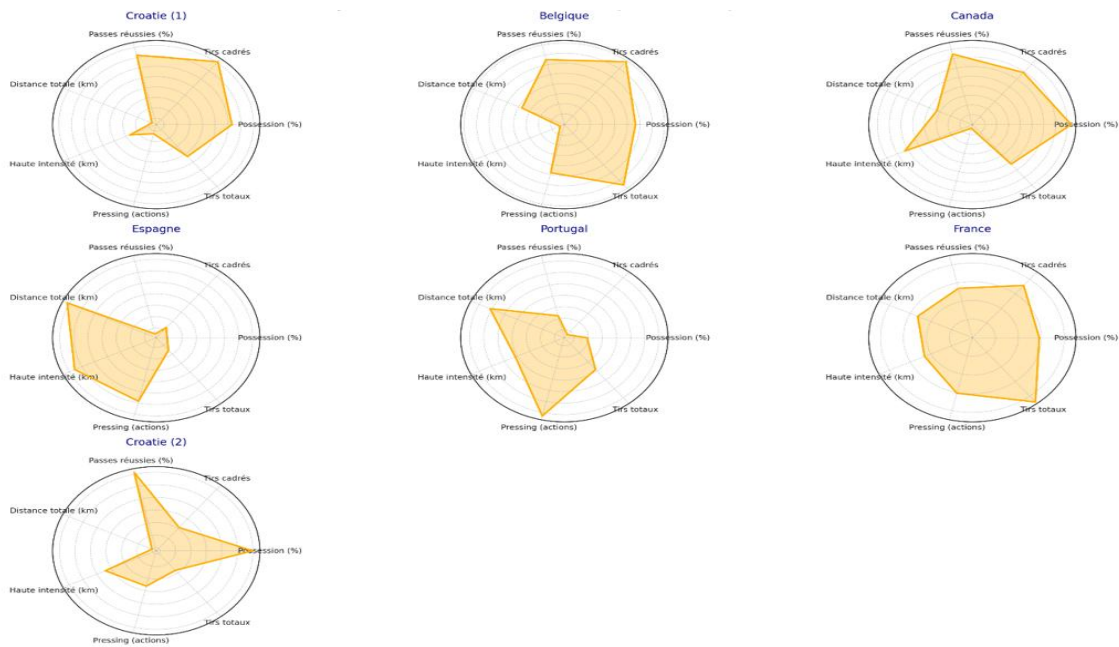 Croatie (1)
Passes réussies (%)
Tirs cadrés
Distance totale (km)
Possession (%)
Haute intensité (km)
Tirs totaux
Pressing (actions)
Belgique
Passes réussies (%)
Tirs cadrés
Distance totale (km)
Possession (%)
Haute intensité (km)
Tirs totaux
Pressing (actions)
Canada
Passes réussies (%)
Tirs cadrés
Distance totale (km)
Possession (%)
Haute intensité (km)
Tirs totaux
Pressing (actions)
Espagne
Passes réussies (%)
Tirs cadrés
Distance totale (km)
Possession (%)
Haute intensité (km)
Tirs totaux
Pressing (actions)
Portugal
Passes réussies (%)
Tirs cadrés
Distance totale (km)
Possession (%)
Haute intensité (km)
Tirs totaux
Pressing (actions)
France
Passes réussies (%)
Tirs cadrés
Distance totale (km)
Possession (%)
Haute intensité (km)
Tirs totaux
Pressing (actions)
Croatie (2)
Passes réussies (%)
Tirs cadrés
Distance totale (km)
Possession (%)
Haute intensité (km)
Tirs totaux
Pressing (actions)